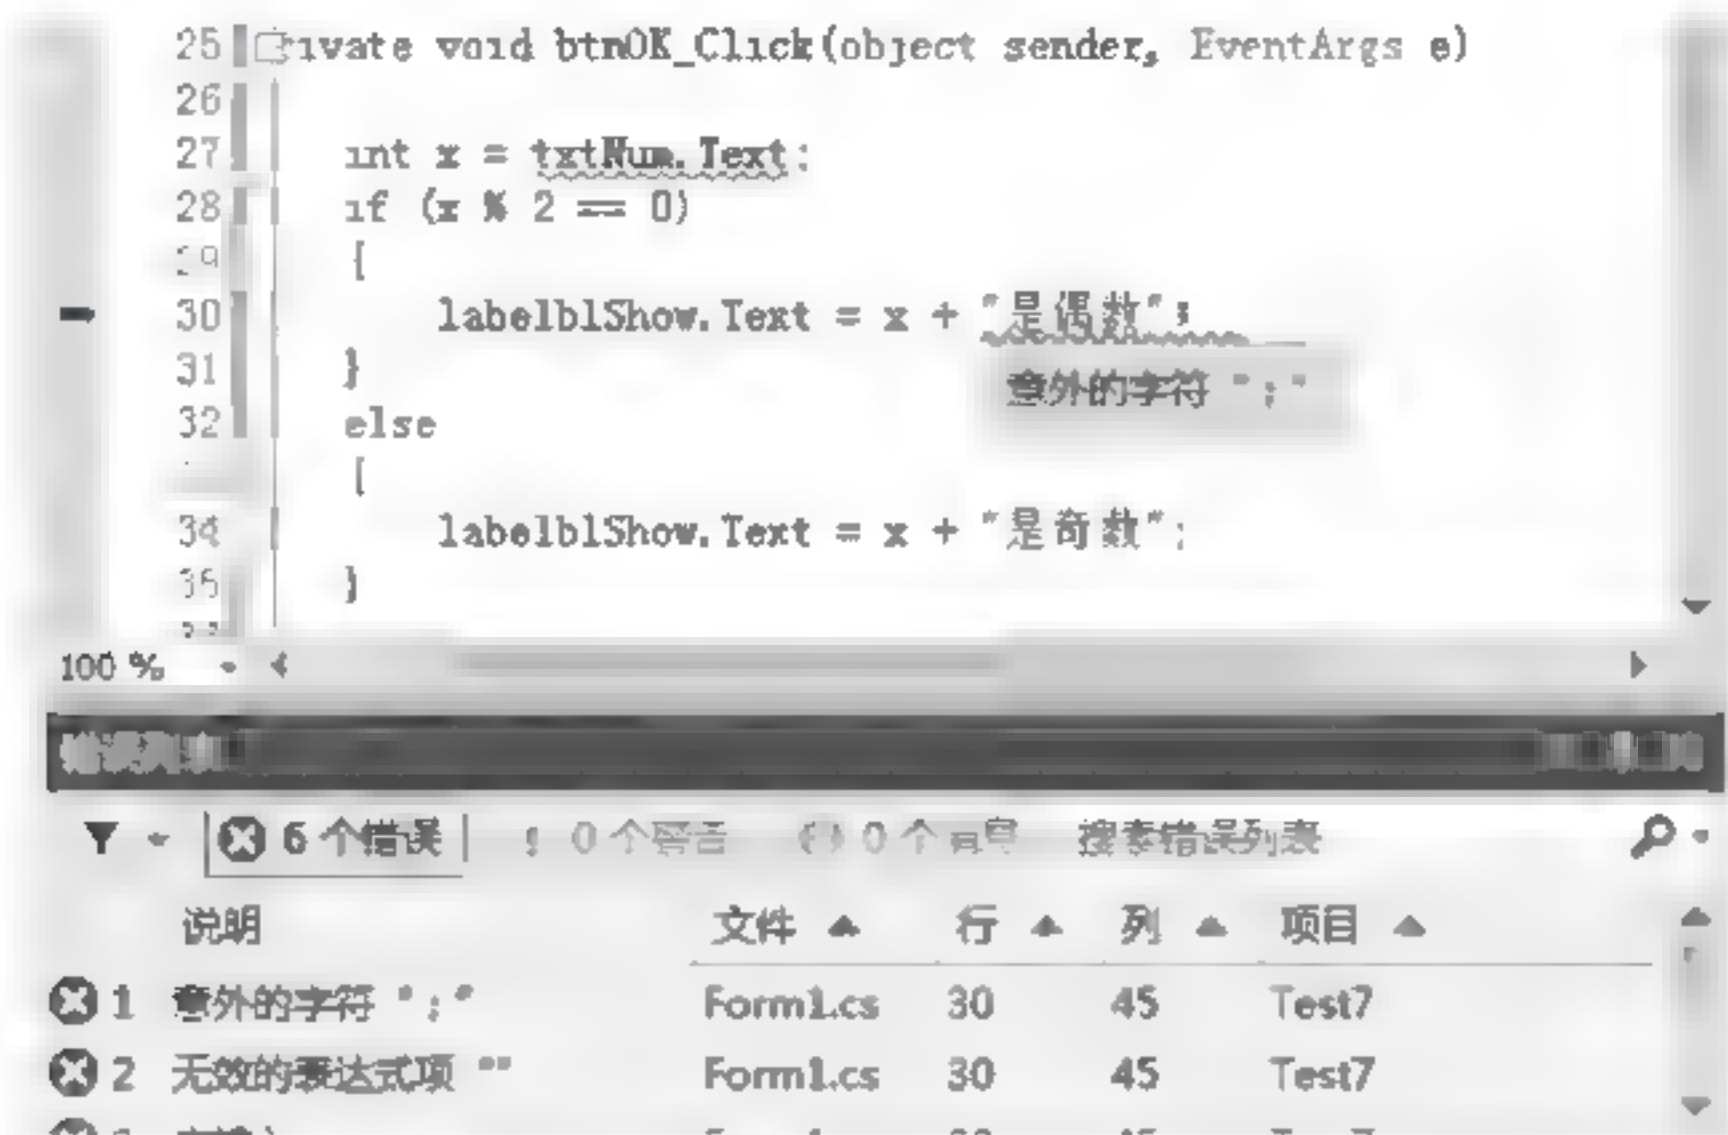 25 private void btnOK_Click(object sender, EventArgs e)
26
27 int x = txtNum.Text;
28 if (x % 2 == 0)
29 {
30 labelblShow.Text = x + "是偶数"；
31 }
意外的字符 "；"
32 else
{
34 labelblShow.Text = x + "是奇数";
35 }
100 %
6 个错误 0 个警告 0 个消息 搜索错误列表
说明 文件 行 列 项目
1 意外的字符 "；" Form1.cs 30 45 Test7
2 无效的表达式项 "" Form1.cs 30 45 Test7